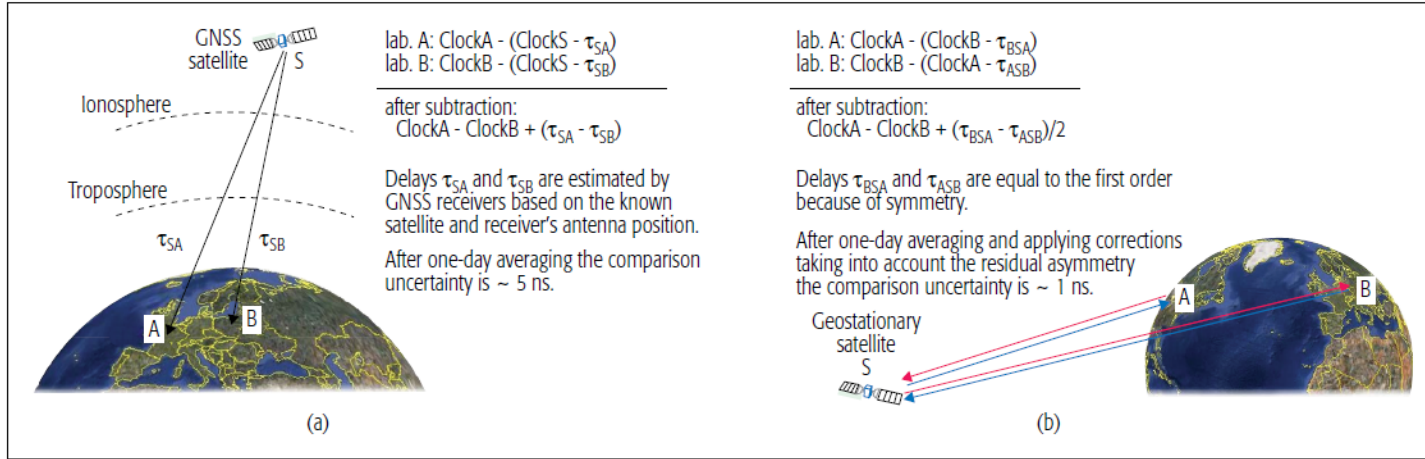 GNSS
satellite
S
Ionosphere
Troposphere
τSA
τSB
A
B
lab. A: ClockA - (ClockS - τSA)
lab. B: ClockB - (ClockS - τSB)
after subtraction:
ClockA - ClockB + (τSA - τSB)
Delays τSA and τSB are estimated by
GNSS receivers based on the known
satellite and receiver's antenna position.
After one-day averaging the comparison
uncertainty is ~ 5 ns.
(a)
lab. A: ClockA - (ClockB - τBSA)
lab. B: ClockB - (ClockA - τASB)
after subtraction:
ClockA - ClockB + (τBSA - τASB)/2
Delays τBSA and τASB are equal to the first order
because of symmetry.
After one-day averaging and applying corrections
taking into account the residual asymmetry
the comparison uncertainty is ~ 1 ns.
Geostationary
satellite
S
A
B
(b)